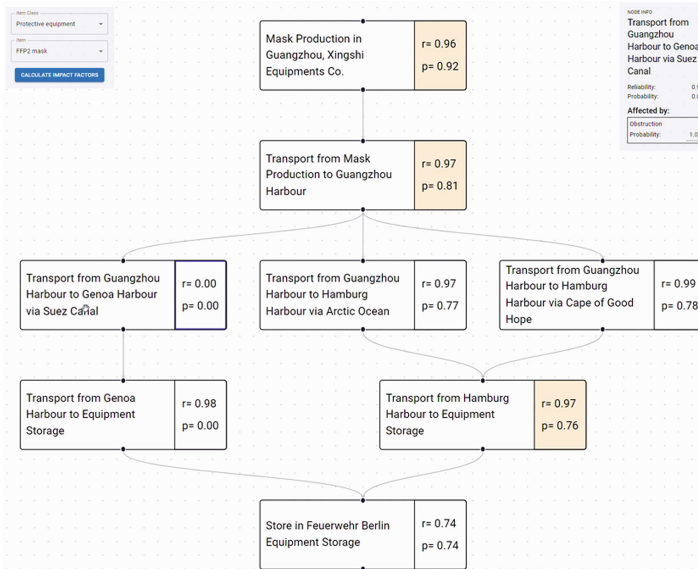 Item Class
Protective equipment
Item
FFP2 mask
CALCULATE IMPACT FACTORS
Mask Production in
Guangzhou, Xingshi
Equipments Co.
r= 0.96
p= 0.92
NODE INFO
Transport from
Guangzhou
Harbour to Genoa
Harbour via Suez
Canal
Reliability: 0.
Probability: 0.
Affected by:
Obstruction
Probability: 1.0
Transport from Mask
Production to Guangzhou
Harbour
r= 0.97
p= 0.81
Transport from Guangzhou
Harbour to Genoa Harbour
via Suez Canal
r= 0.00
p= 0.00
Transport from Guangzhou
Harbour to Hamburg
Harbour via Arctic Ocean
r= 0.97
p= 0.77
Transport from Guangzhou
Harbour to Hamburg
Harbour via Cape of Good
Hope
r= 0.99
p= 0.78
Transport from Genoa
Harbour to Equipment
Storage
r= 0.98
p= 0.00
Transport from Hamburg
Harbour to Equipment
Storage
r= 0.97
p= 0.76
Store in Feuerwehr Berlin
Equipment Storage
r= 0.74
p= 0.74